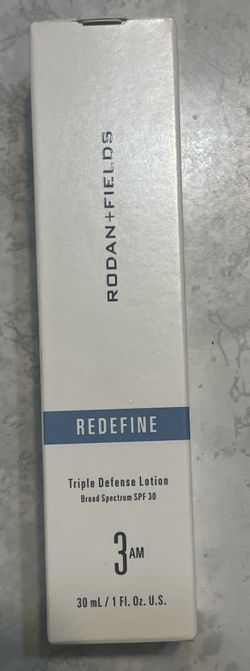 RODAN+FIELDS
REDEFINE
Triple Defense Lotion
Broad Spectrum SPF 30
3AM
30 mL / 1 Fl. Oz. U.S.